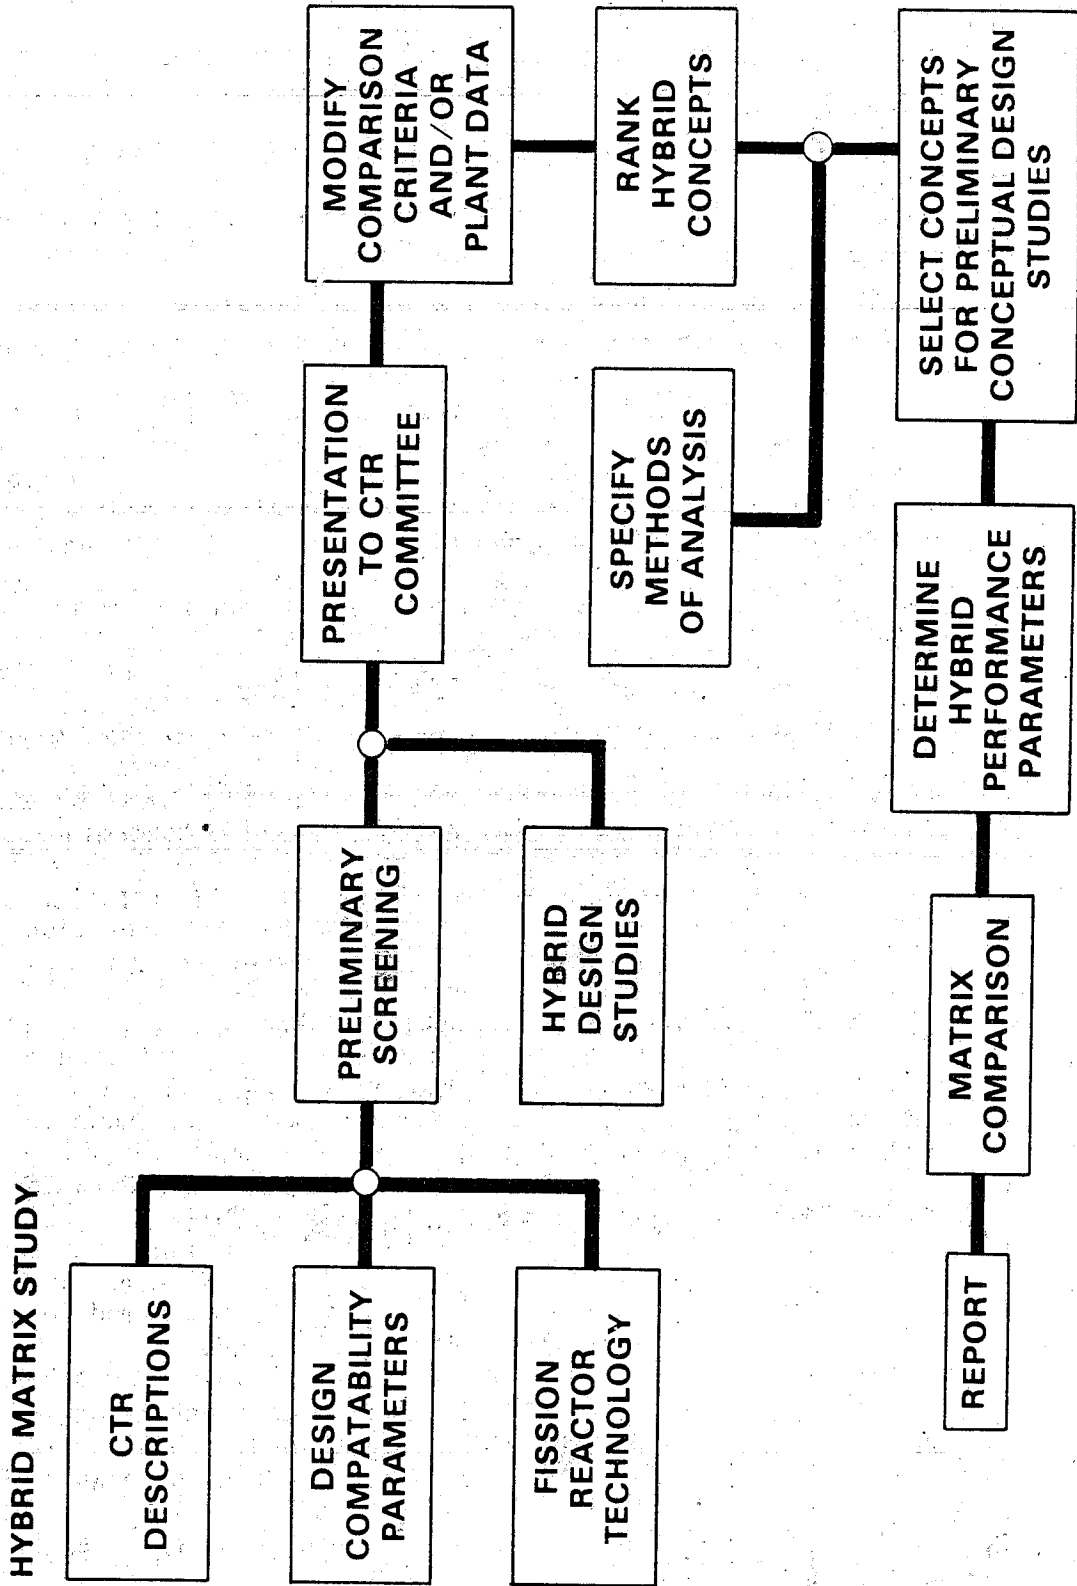 HYBRID MATRIX STUDY
CTR
DESCRIPTIONS
DESIGN
COMPATABILITY
PARAMETERS
FISSION
REACTOR
TECHNOLOGY
PRELIMINARY
SCREENING
HYBRID
DESIGN
STUDIES
PRESENTATION
TO CTR
COMMITTEE
MODIFY
COMPARISON
CRITERIA
AND/OR
PLANT DATA
RANK
HYBRID
CONCEPTS
SPECIFY
METHODS
OF ANALYSIS
SELECT CONCEPTS
FOR PRELIMINARY
CONCEPTUAL DESIGN
STUDIES
DETERMINE
HYBRID
PERFORMANCE
PARAMETERS
MATRIX
COMPARISON
REPORT